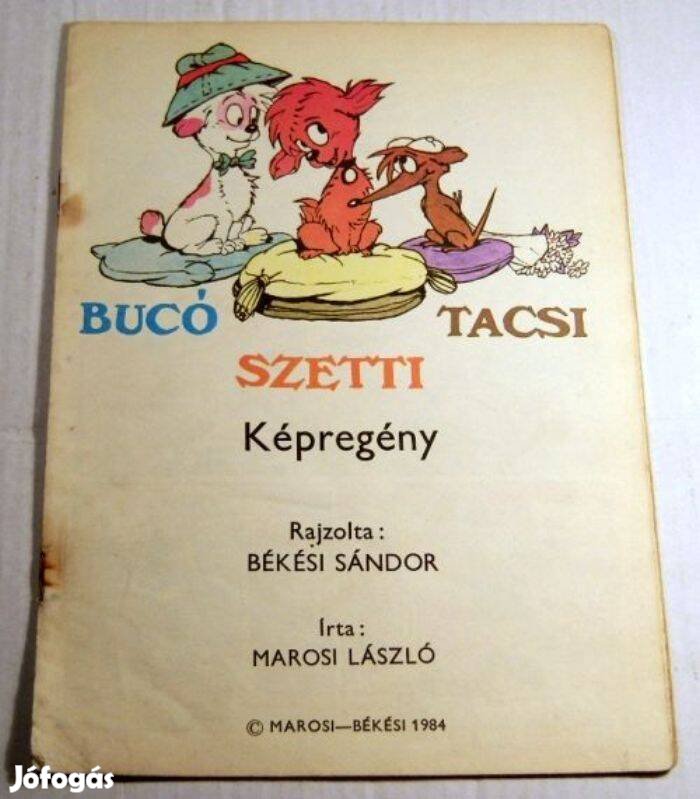 BUCÓ
TACSI
SZETTI
Képregény
Rajzolta:
BÉKÉSI SÁNDOR
Írta:
MAROSI LÁSZLÓ
© MAROSI—BÉKÉSI 1984
Jófogás